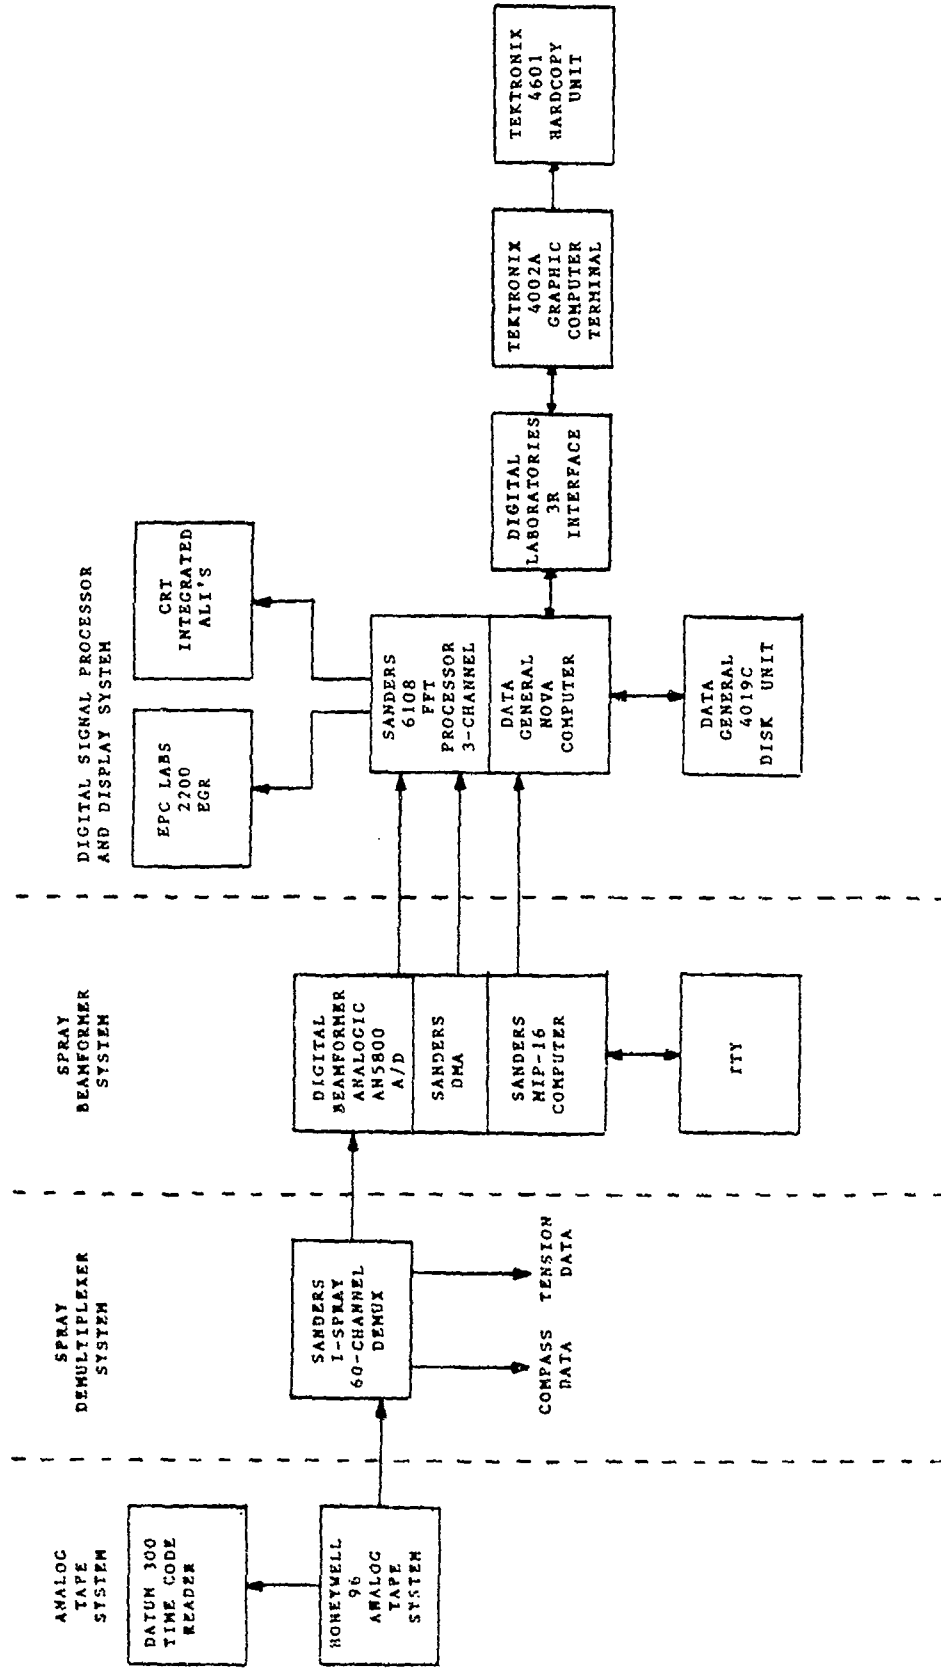 ANALOG
TAPE
SYSTEM
DATUM 300
TIME CODE
READER
HONEYWELL
96
ANALOG
TAPE
SYSTEM
SPRAY
DEMULTIPLEXER
SYSTEM
SANDERS
I-SPRAY
60-CHANNEL
DEMUX
COMPASS
DATA
TENSION
DATA
SPRAY
BEAMFORMER
SYSTEM
DIGITAL
BEAMFORMER
ANALOGIC
AN5800
A/D
SANDERS
DMA
SANDERS
MIP-16
COMPUTER
TTY
DIGITAL SIGNAL PROCESSOR
AND DISPLAY SYSTEM
EPC LABS
2200
EGR
CRT
INTEGRATED
ALI'S
SANDERS
6108
FFT
PROCESSOR
3-CHANNEL
DATA
GENERAL
NOVA
COMPUTER
DATA
GENERAL
4019C
DISK UNIT
DIGITAL
LABORATORIES
3R
INTERFACE
TEKTRONIX
4002A
GRAPHIC
COMPUTER
TERMINAL
TEKTRONIX
4601
HARDCOPY
UNIT